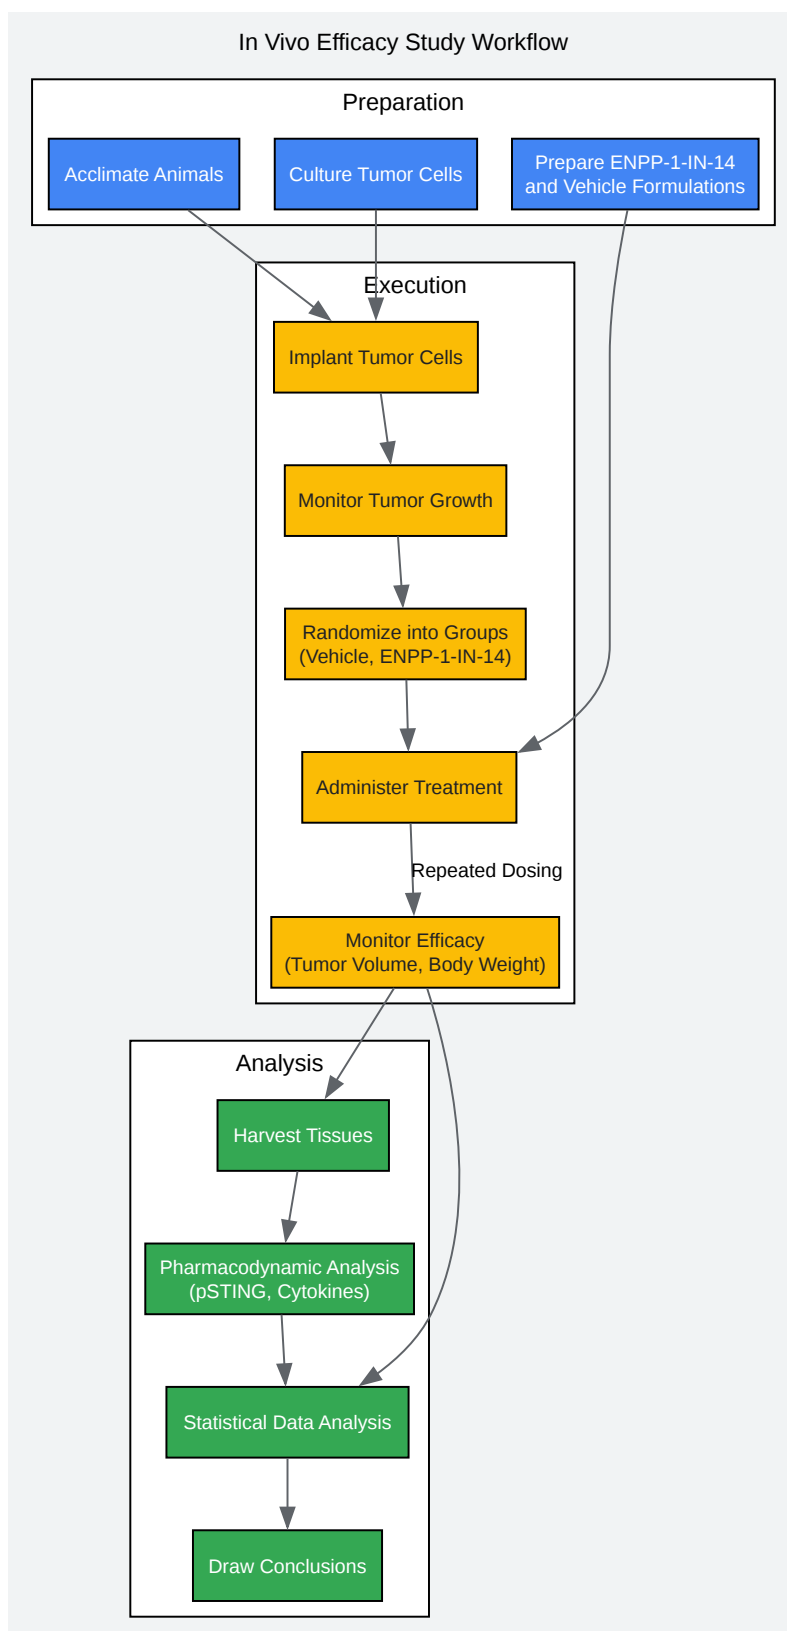 In Vivo Efficacy Study Workflow
Preparation
Acclimate Animals
Culture Tumor Cells
Prepare ENPP-1-IN-14
and Vehicle Formulations
Execution
Implant Tumor Cells
Monitor Tumor Growth
Randomize into Groups
(Vehicle, ENPP-1-IN-14)
Administer Treatment
Repeated Dosing
Monitor Efficacy
(Tumor Volume, Body Weight)
Analysis
Harvest Tissues
Pharmacodynamic Analysis
(pSTING, Cytokines)
Statistical Data Analysis
Draw Conclusions